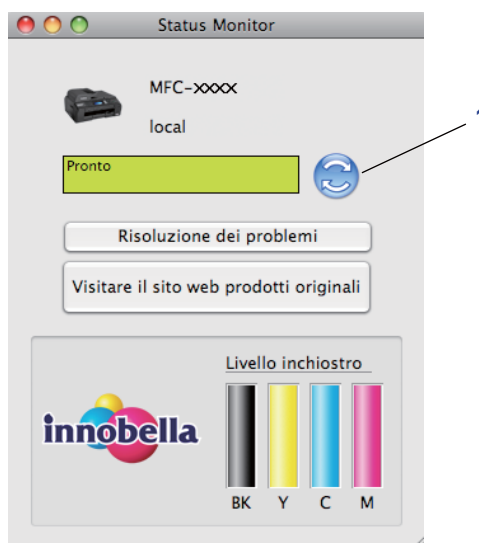 Status Monitor
MFC-XXXX
local
Pronto
Risoluzione dei problemi
Visitare il sito web prodotti originali
Livello inchiostro
innobella
BK Y C M